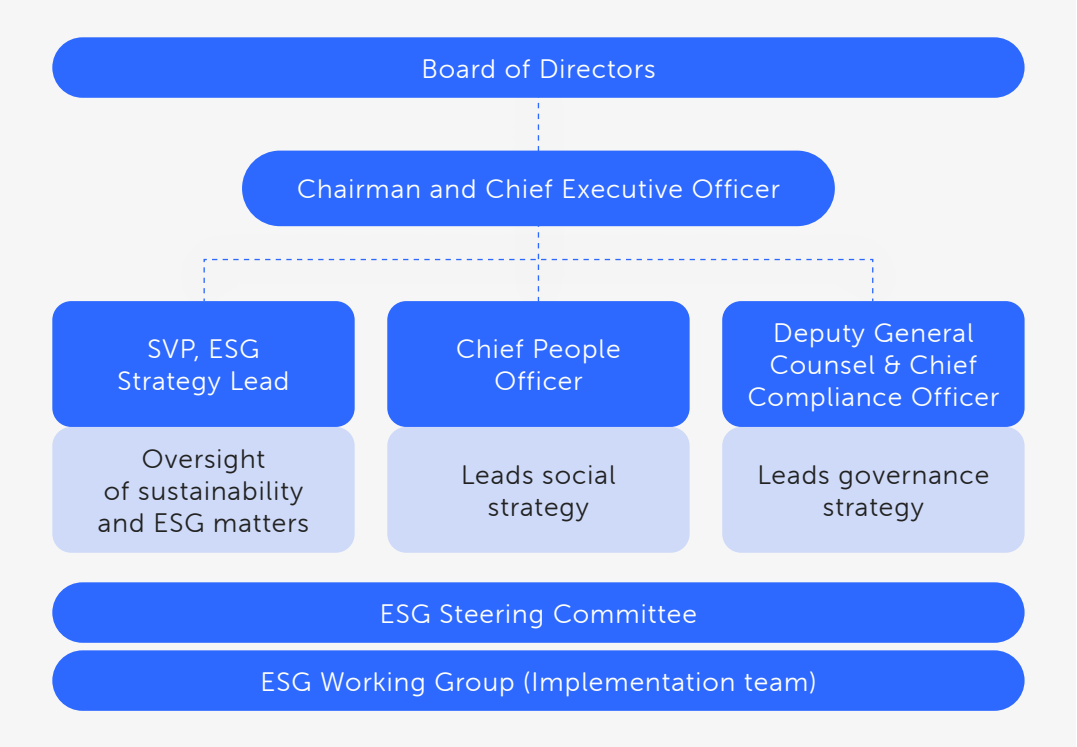 Board of Directors
Chairman and Chief Executive Officer
SVP, ESG
Strategy Lead
Oversight
of sustainability
and ESG matters
Chief People
Officer
Leads social
strategy
Deputy General
Counsel & Chief
Compliance Officer
Leads governance
strategy
ESG Steering Committee
ESG Working Group (Implementation team)